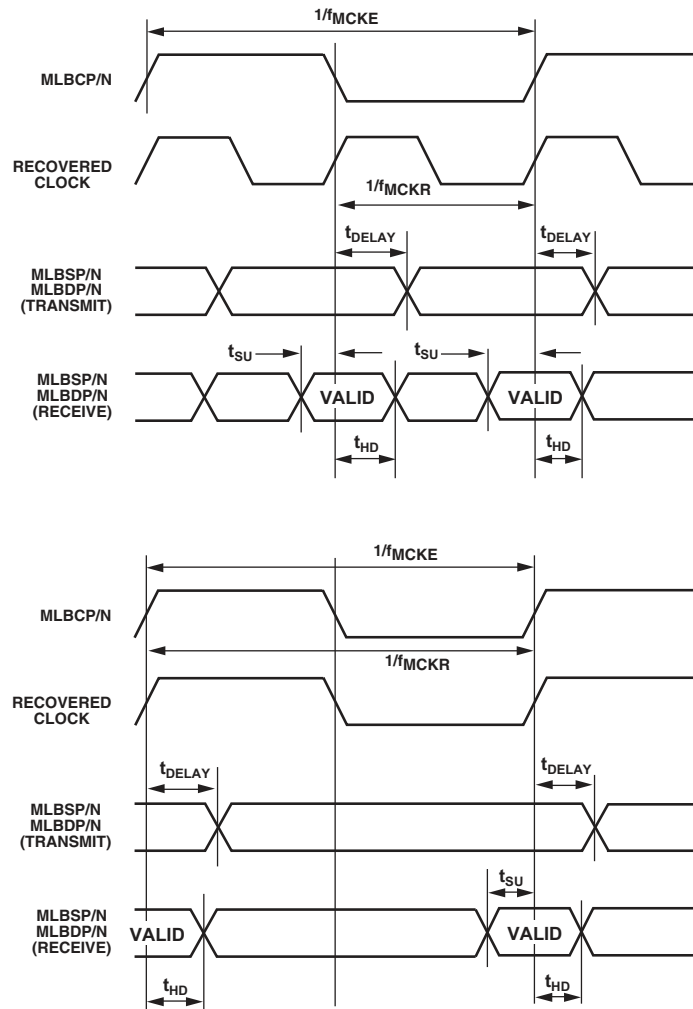 1/fMCKE
MLBCP/N
RECOVERED
CLOCK
1/fMCKR
tDELAY
tDELAY
MLBSP/N
MLBDP/N
(TRANSMIT)
tSU
tSU
MLBSP/N
MLBDP/N
(RECEIVE)
VALID
VALID
tHD
tHD
1/fMCKE
MLBCP/N
1/fMCKR
RECOVERED
CLOCK
tDELAY
tDELAY
MLBSP/N
MLBDP/N
(TRANSMIT)
tSU
MLBSP/N
MLBDP/N
(RECEIVE)
VALID
VALID
tHD
tHD